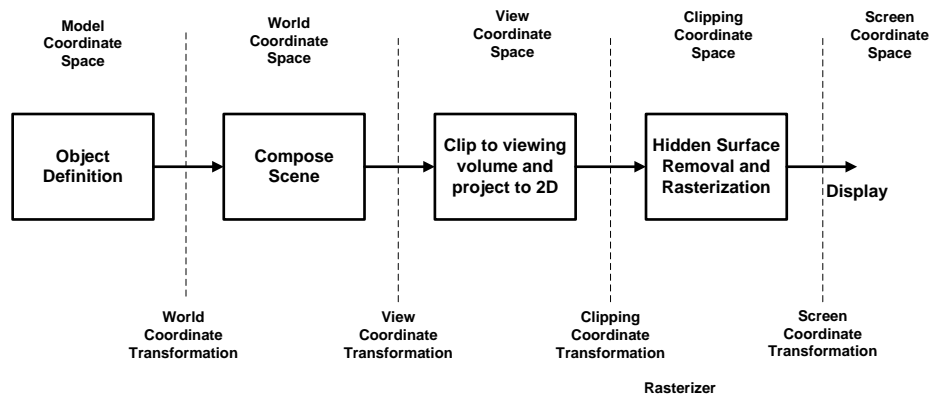 Model
Coordinate
Space
World
Coordinate
Space
View
Coordinate
Space
Clipping
Coordinate
Space
Screen
Coordinate
Space
Object
Definition
Compose
Scene
Clip to viewing
volume and
project to 2D
Hidden Surface
Removal and
Rasterization
Display
World
Coordinate
Transformation
View
Coordinate
Transformation
Clipping
Coordinate
Transformation
Screen
Coordinate
Transformation
Rasterizer